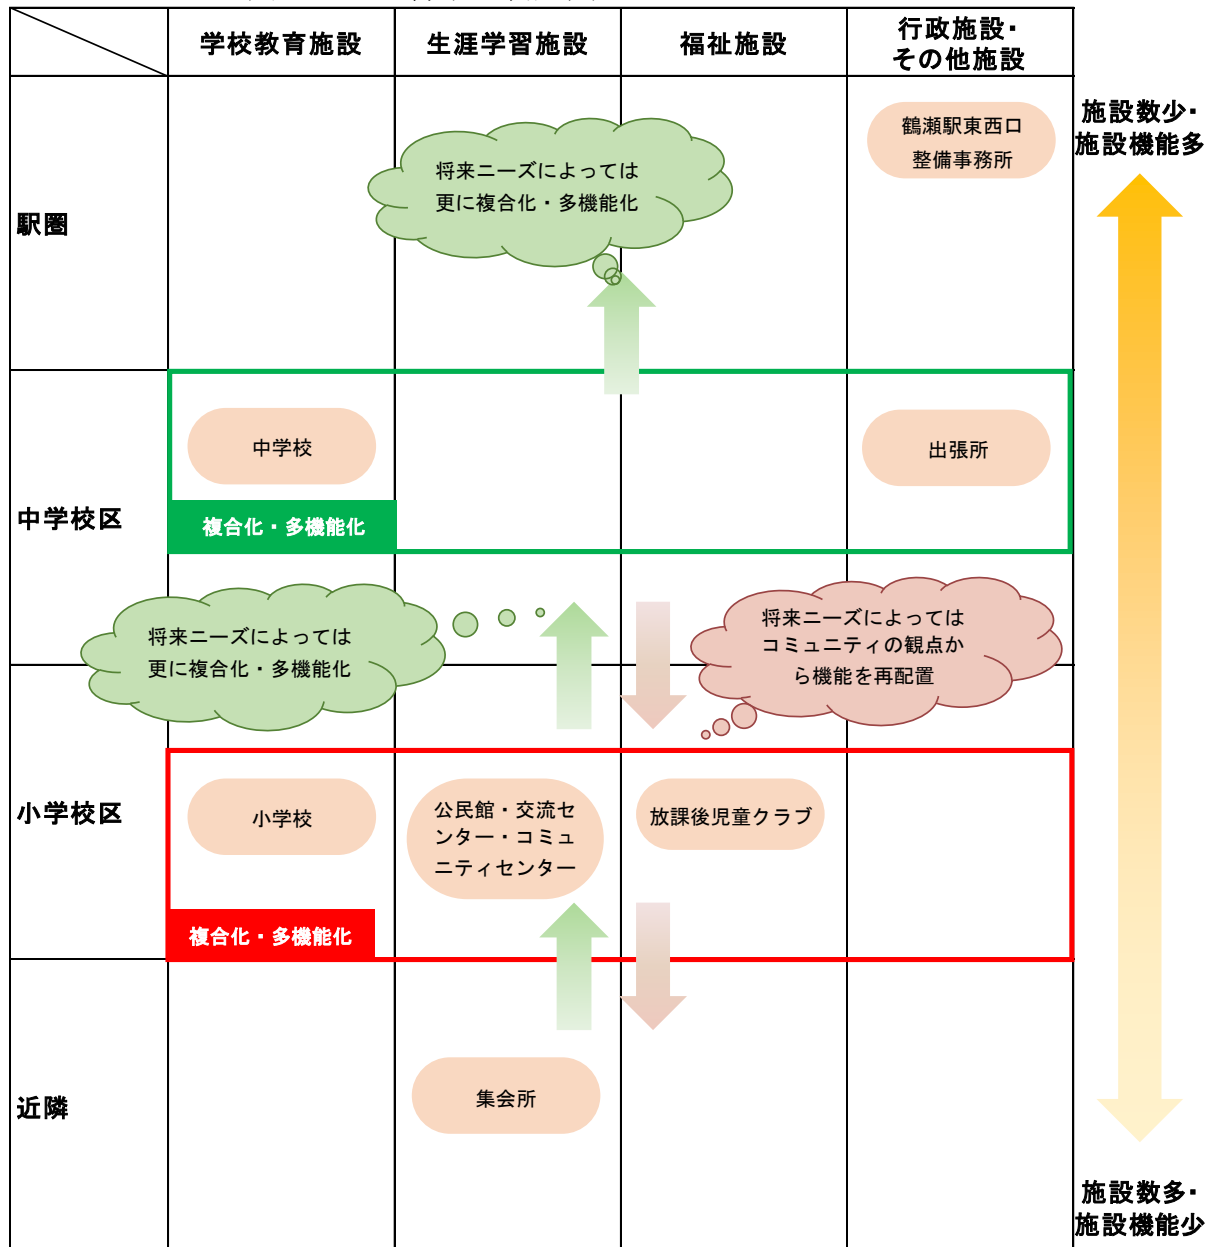 学校教育施設
生涯学習施設
福祉施設
行政施設・
その他施設
施設数少・
施設機能多
駅圏
将来ニーズによっては
更に複合化・多機能化
鶴瀬駅東西口
整備事務所
中学校区
中学校
出張所
複合化・多機能化
将来ニーズによっては
更に複合化・多機能化
将来ニーズによっては
コミュニティの観点か
ら機能を再配置
小学校区
小学校
公民館・交流セ
ンター・コミュ
ニティセンター
放課後児童クラブ
複合化・多機能化
近隣
集会所
施設数多・
施設機能少